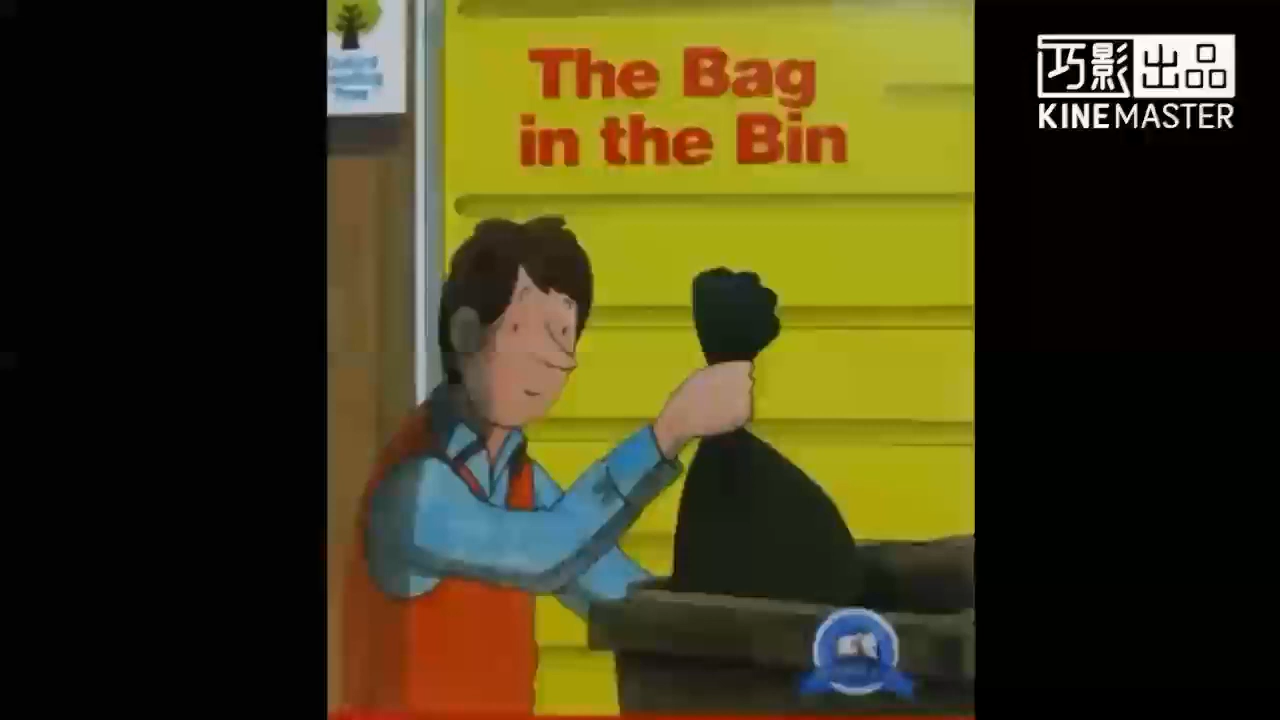 The Bag
in the Bin
巧影出品
KINEMASTER